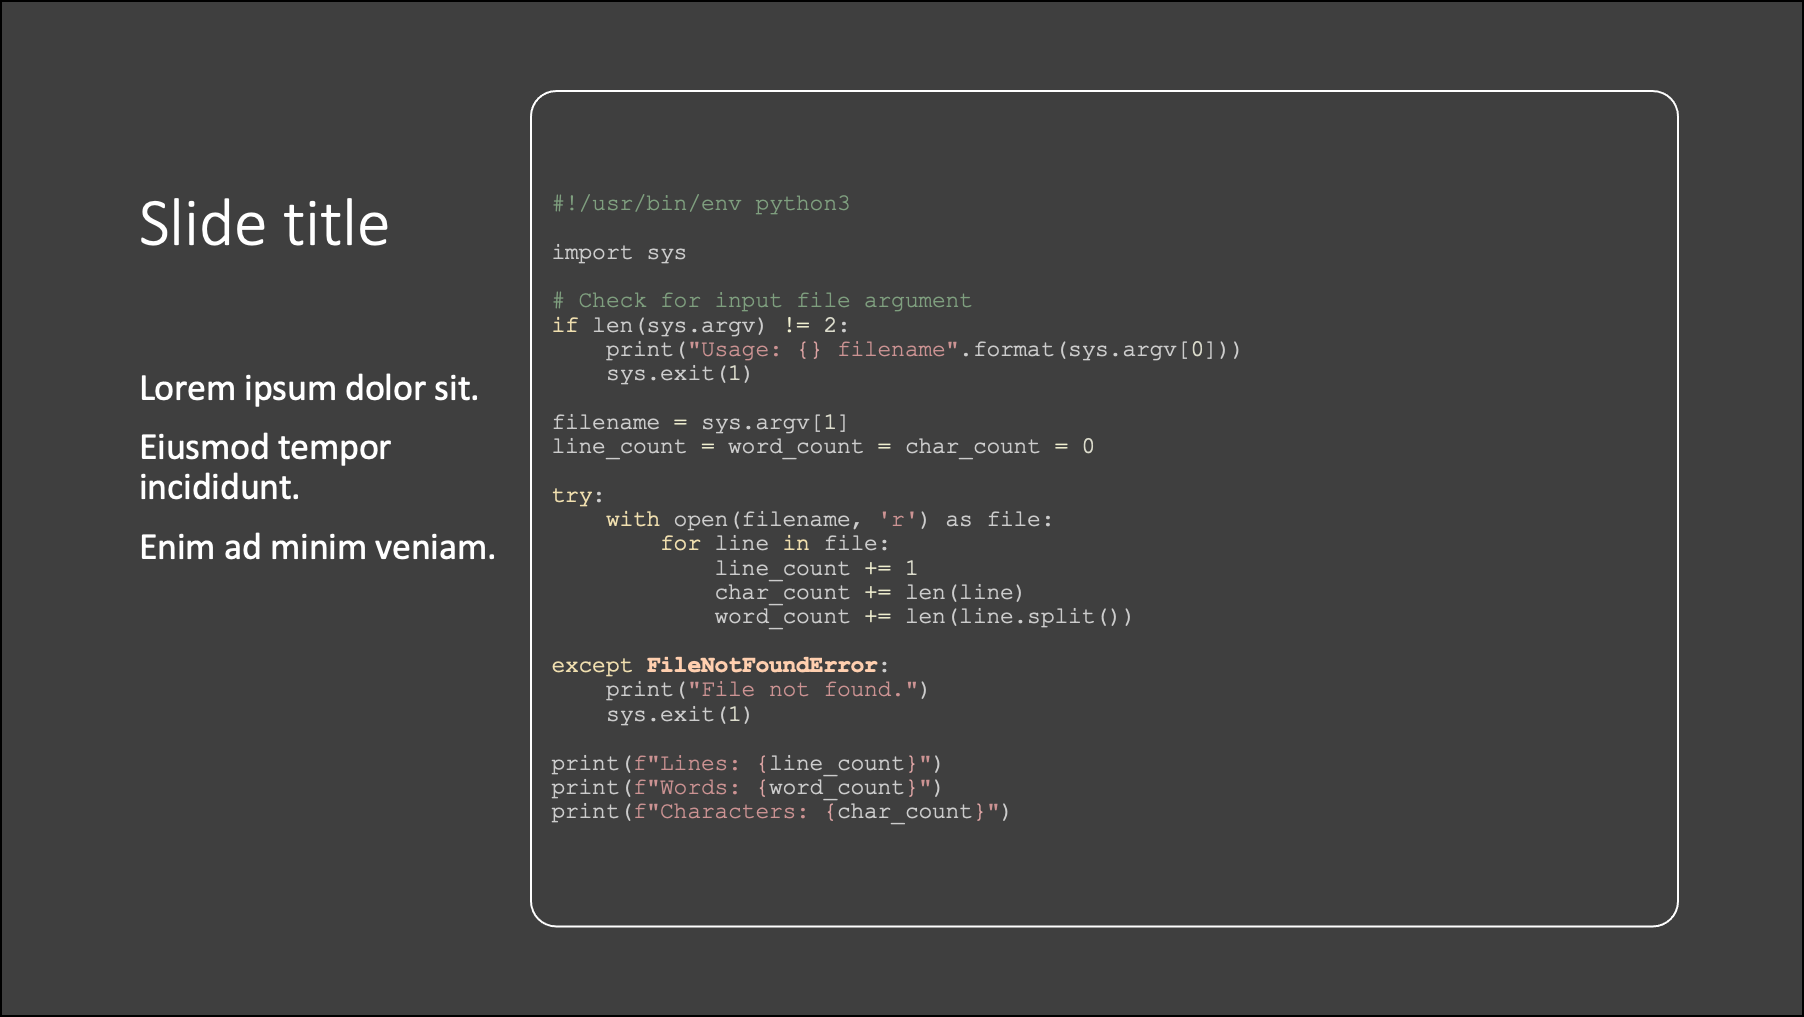 Slide title
Lorem ipsum dolor sit.
Eiusmod tempor
incididunt.
Enim ad minim veniam.
#!/usr/bin/env python3
import sys
# Check for input file argument
if len(sys.argv) != 2:
    print("Usage: {} filename".format(sys.argv[0]))
    sys.exit(1)
filename = sys.argv[1]
line_count = word_count = char_count = 0
try:
    with open(filename, 'r') as file:
        for line in file:
            line_count += 1
            char_count += len(line)
            word_count += len(line.split())
except FileNotFoundError:
    print("File not found.")
    sys.exit(1)
print(f"Lines: {line_count}")
print(f"Words: {word_count}")
print(f"Characters: {char_count}")